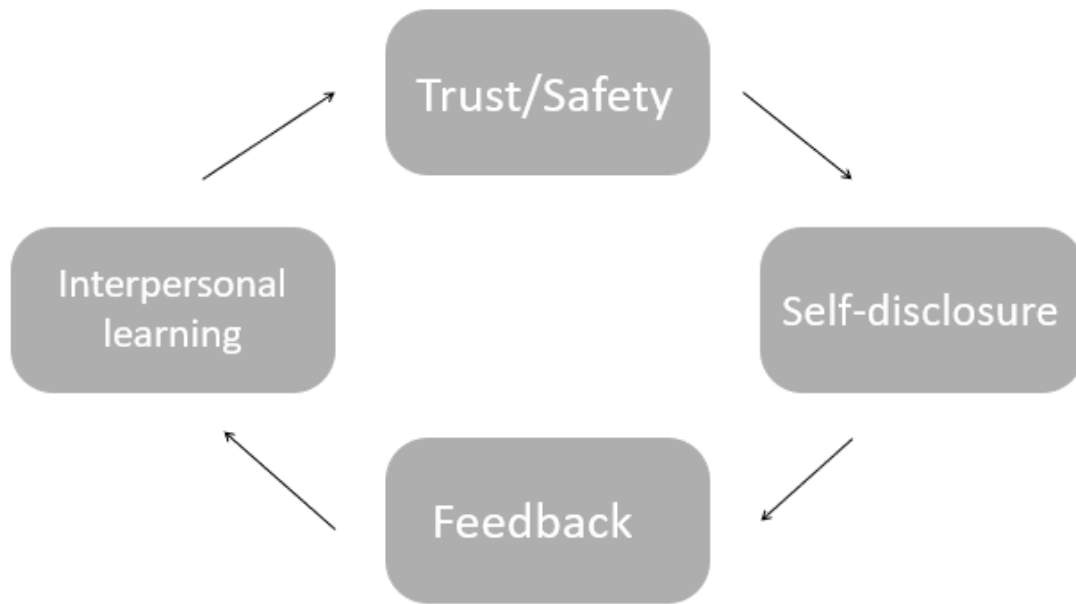 Trust/Safety
Self-disclosure
Feedback
Interpersonal
learning